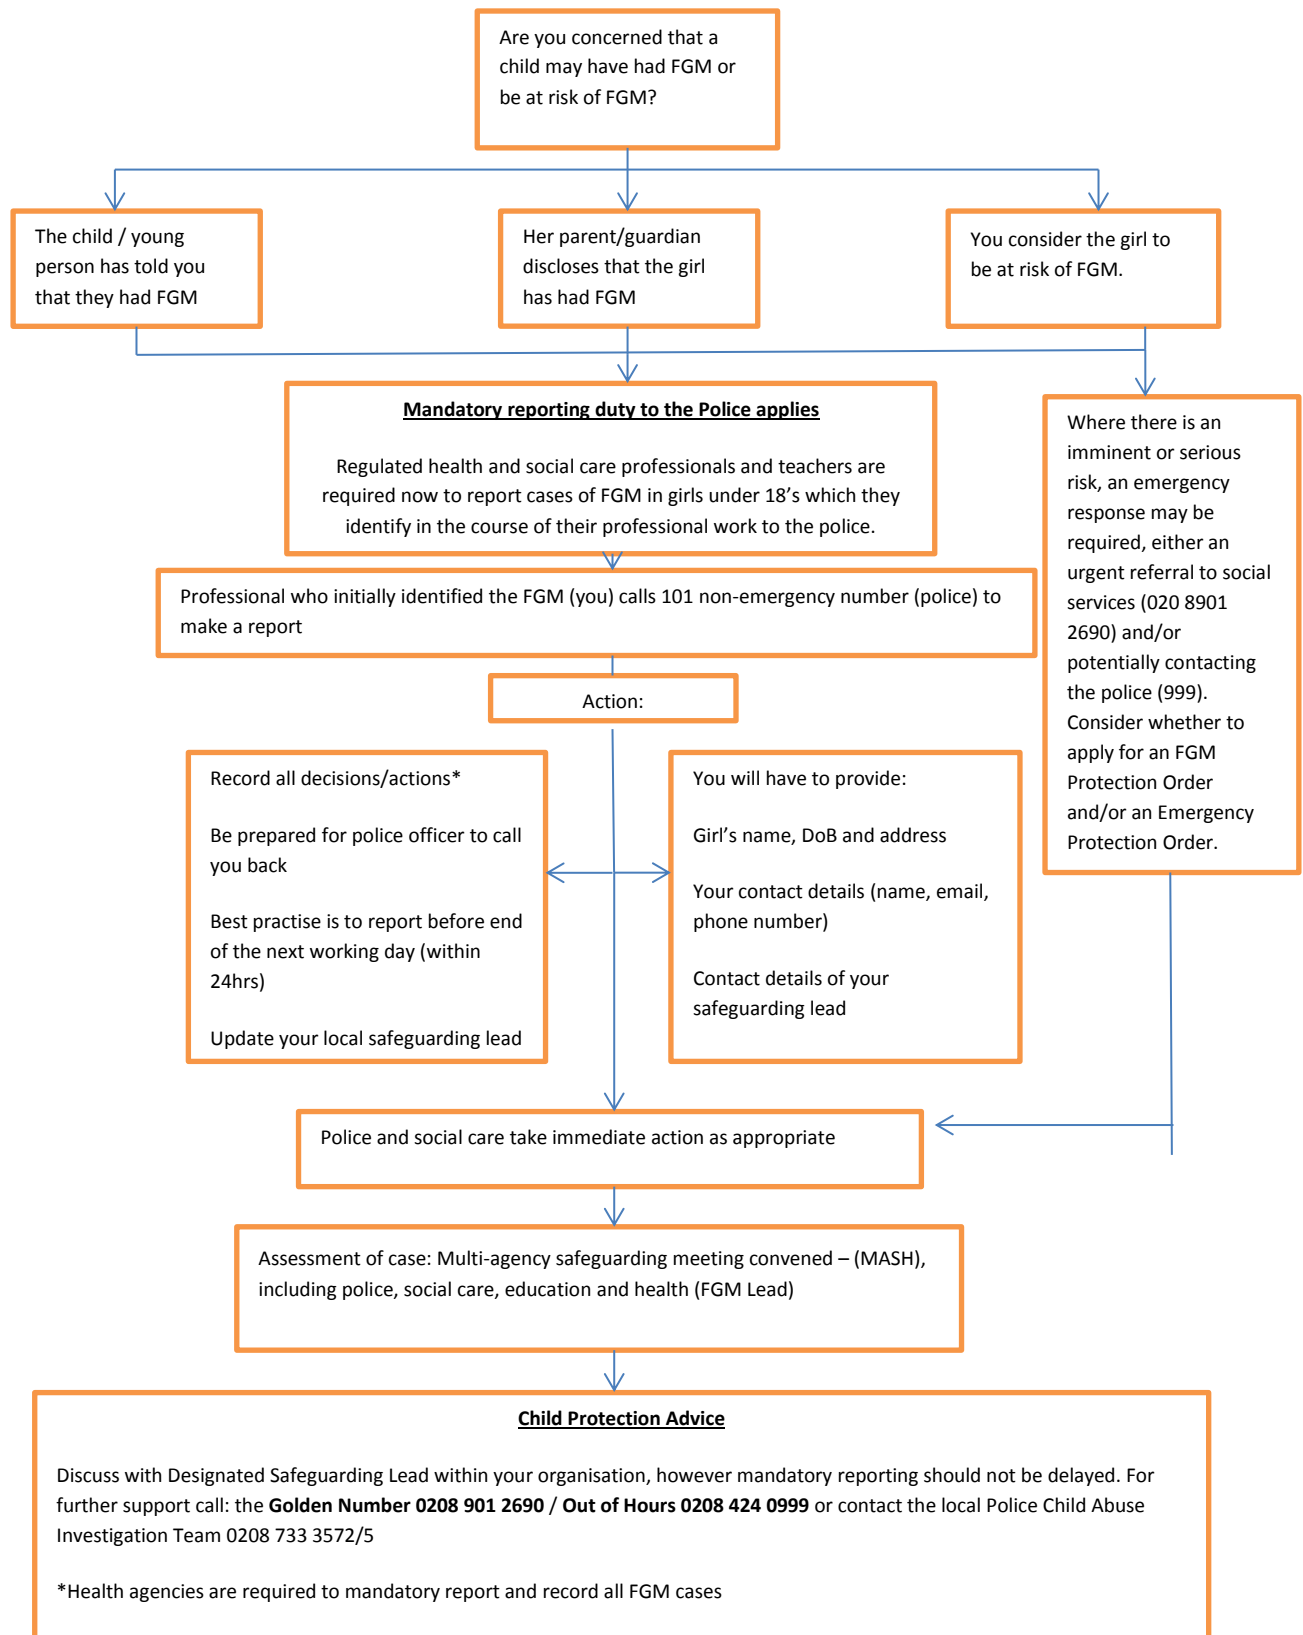 Are you concerned that a
child may have had FGM or
be at risk of FGM?
The child / young
person has told you
that they had FGM
Her parent/guardian
discloses that the girl
has had FGM
You consider the girl to
be at risk of FGM.
Mandatory reporting duty to the Police applies
Regulated health and social care professionals and teachers are
required now to report cases of FGM in girls under 18’s which they
identify in the course of their professional work to the police.
Where there is an
imminent or serious
risk, an emergency
response may be
required, either an
urgent referral to social
services (020 8901
2690) and/or
potentially contacting
the police (999).
Consider whether to
apply for an FGM
Protection Order
and/or an Emergency
Protection Order.
Professional who initially identified the FGM (you) calls 101 non-emergency number (police) to
make a report
Action:
Record all decisions/actions*
Be prepared for police officer to call
you back
Best practise is to report before end
of the next working day (within
24hrs)
Update your local safeguarding lead
You will have to provide:
Girl’s name, DoB and address
Your contact details (name, email,
phone number)
Contact details of your
safeguarding lead
Police and social care take immediate action as appropriate
Assessment of case: Multi-agency safeguarding meeting convened – (MASH),
including police, social care, education and health (FGM Lead)
Child Protection Advice
Discuss with Designated Safeguarding Lead within your organisation, however mandatory reporting should not be delayed. For
further support call: the Golden Number 0208 901 2690 / Out of Hours 0208 424 0999 or contact the local Police Child Abuse
Investigation Team 0208 733 3572/5
*Health agencies are required to mandatory report and record all FGM cases